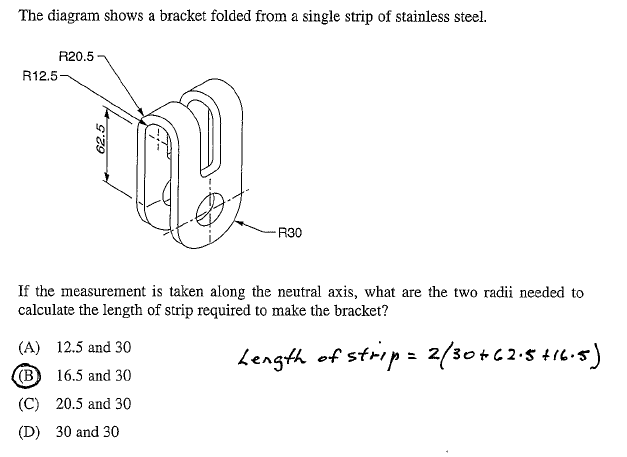 The diagram shows a bracket folded from a single strip of stainless steel.
R20.5
R12.5
62.5
R30
If the measurement is taken along the neutral axis, what are the two radii needed to
calculate the length of strip required to make the bracket?
(A) 12.5 and 30
(B) 16.5 and 30
(C) 20.5 and 30
(D) 30 and 30
Length of strip = 2(30+62.5+16.5)